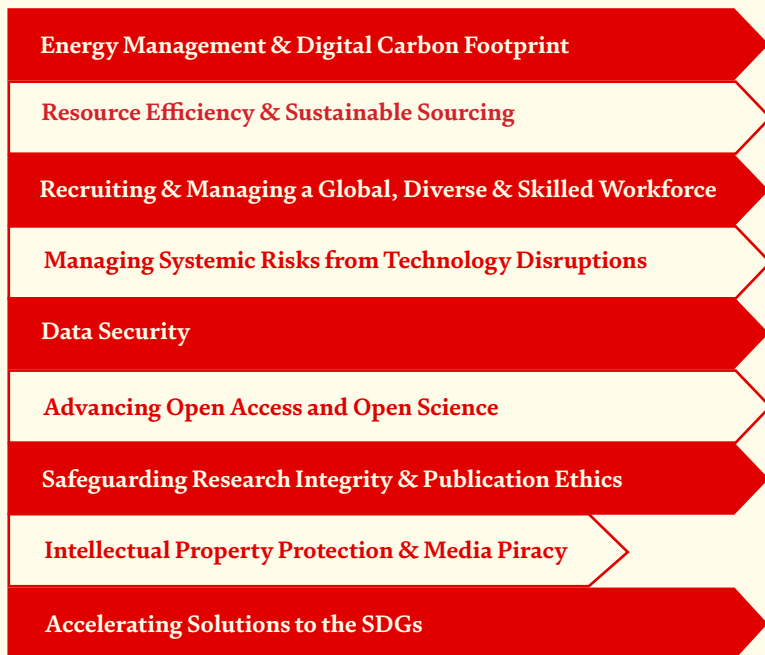 Energy Management & Digital Carbon Footprint
Resource Efficiency & Sustainable Sourcing
Recruiting & Managing a Global, Diverse & Skilled Workforce
Managing Systemic Risks from Technology Disruptions
Data Security
Advancing Open Access and Open Science
Safeguarding Research Integrity & Publication Ethics
Intellectual Property Protection & Media Piracy
Accelerating Solutions to the SDGs